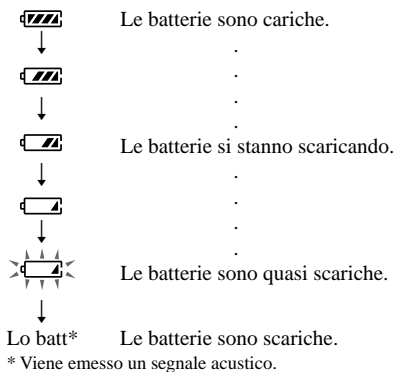 Le batterie sono cariche.
.
.
.
.
Le batterie si stanno scaricando.
.
.
.
.
Le batterie sono quasi scariche.
Lo batt* Le batterie sono scariche.
* Viene emesso un segnale acustico.